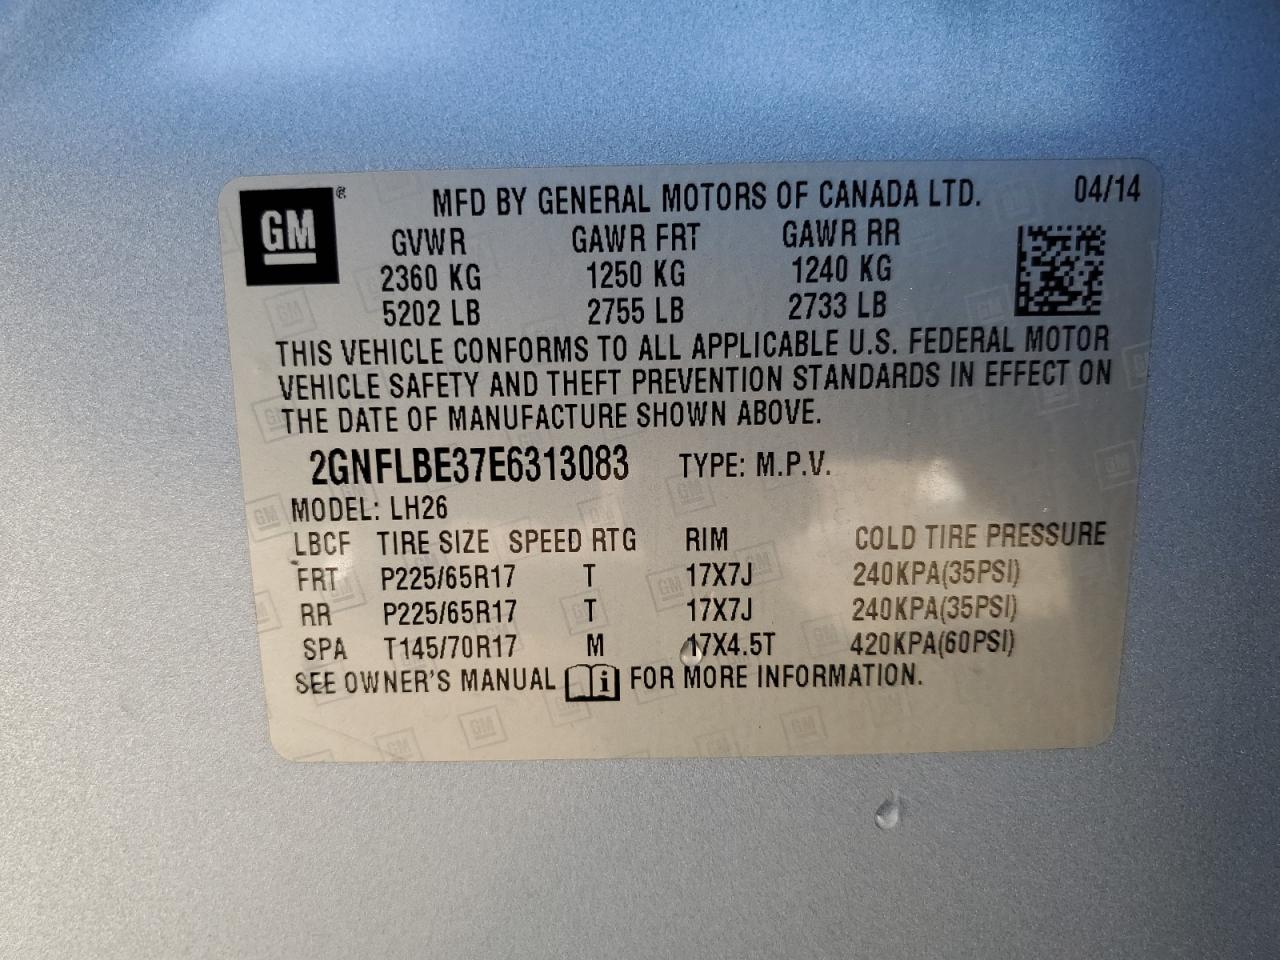 GM ® MFD BY GENERAL MOTORS OF CANADA LTD. 04/14
GVWR GAWR FRT GAWR RR
2360 KG 1250 KG 1240 KG
5202 LB 2755 LB 2733 LB
THIS VEHICLE CONFORMS TO ALL APPLICABLE U.S. FEDERAL MOTOR
VEHICLE SAFETY AND THEFT PREVENTION STANDARDS IN EFFECT ON
THE DATE OF MANUFACTURE SHOWN ABOVE.
2GNFLBE37E6313083 TYPE: M.P.V.
MODEL: LH26
LBCF TIRE SIZE SPEED RTG RIM COLD TIRE PRESSURE
FRT P225/65R17 T 17X7J 240KPA(35PSI)
RR P225/65R17 T 17X7J 240KPA(35PSI)
SPA T145/70R17 M 17X4.5T 420KPA(60PSI)
SEE OWNER'S MANUAL i FOR MORE INFORMATION.